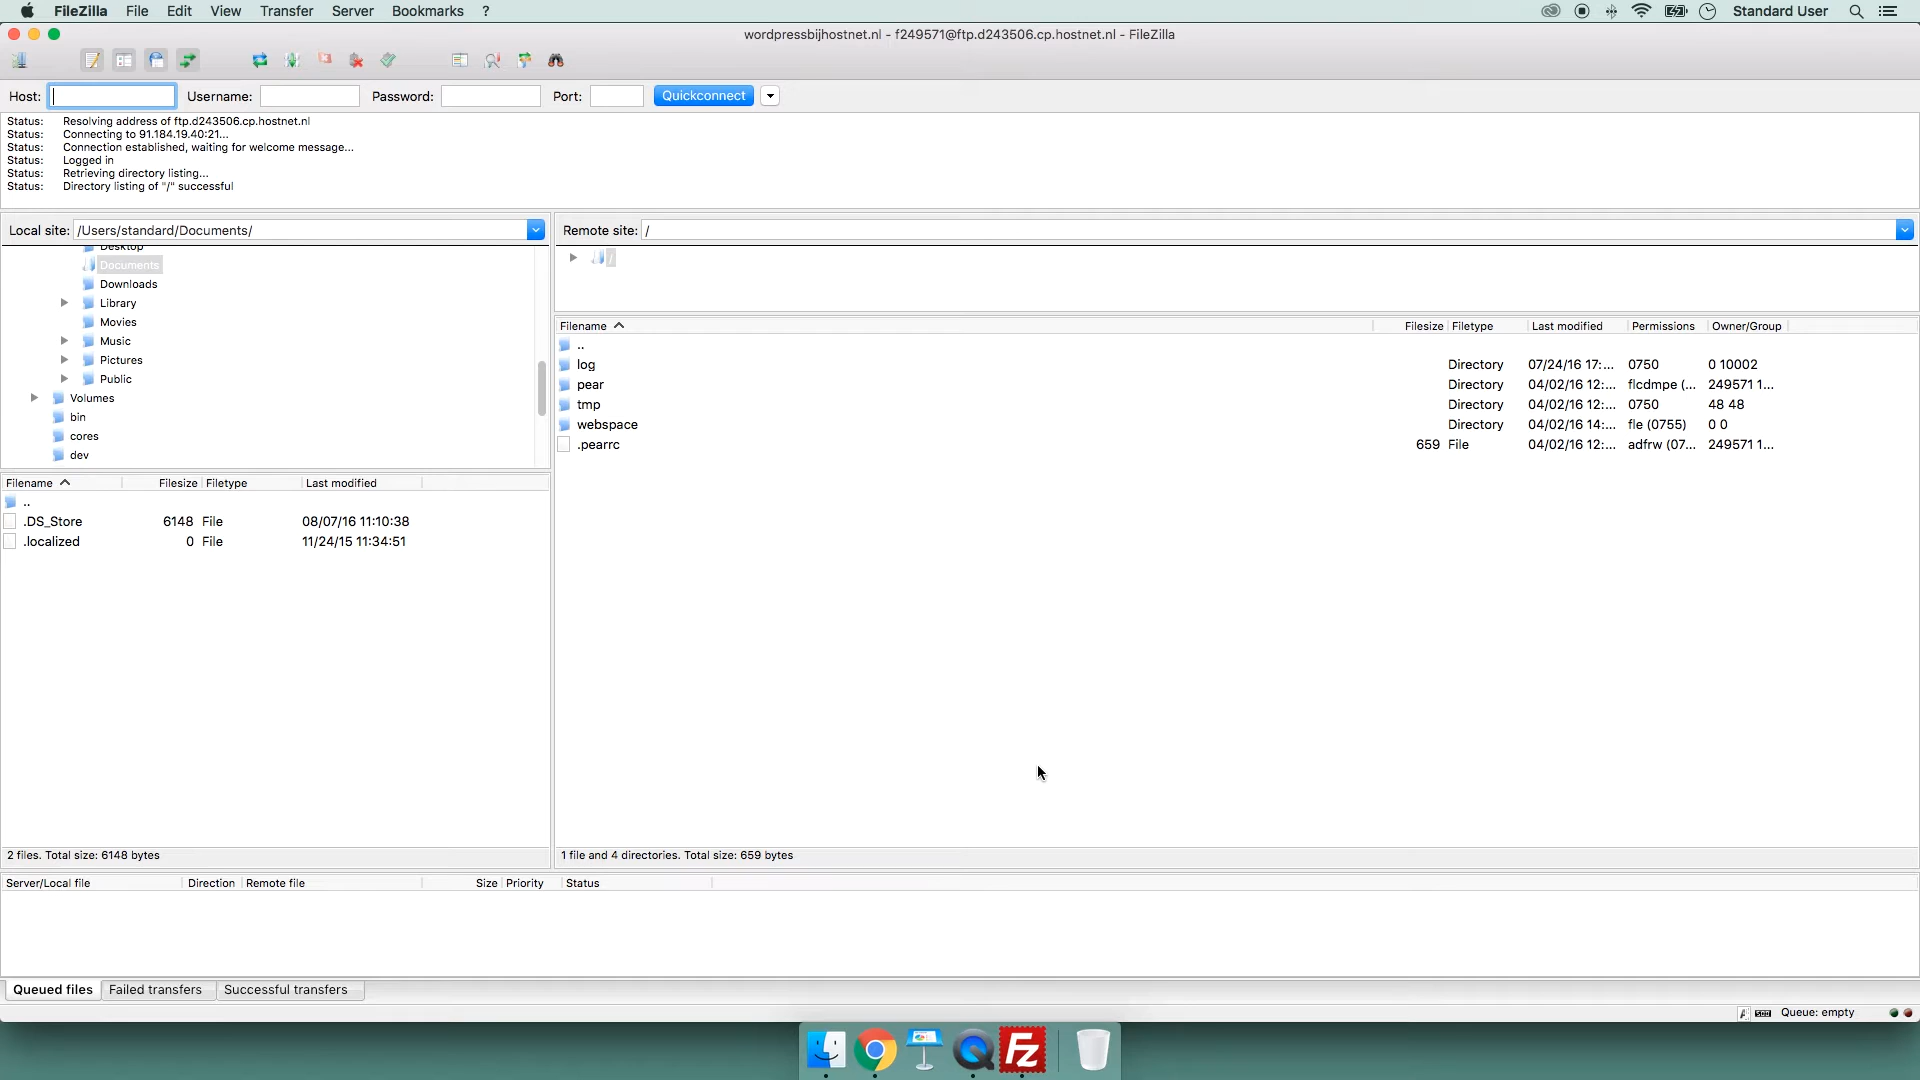 FileZilla File Edit View Transfer Server Bookmarks ? Standard User
wordpressbijhostnet.nl - f249571@ftp.d243506.cp.hostnet.nl - FileZilla
Host: Username: Password: Port: Quickconnect
Status: Resolving address of ftp.d243506.cp.hostnet.nl
Status: Connecting to 91.184.19.40:21...
Status: Connection established, waiting for welcome message...
Status: Logged in
Status: Retrieving directory listing...
Status: Directory listing of "/" successful
Local site: /Users/standard/Documents/
Desktop
Documents
Downloads
Library
Movies
Music
Pictures
Public
Volumes
bin
cores
dev
Filename Filesize Filetype Last modified
..
.DS_Store 6148 File 08/07/16 11:10:38
.localized 0 File 11/24/15 11:34:51
2 files. Total size: 6148 bytes
Remote site: /
/
Filename Filesize Filetype Last modified Permissions Owner/Group
..
log Directory 07/24/16 17:... 0750 0 10002
pear Directory 04/02/16 12:... flcdmpe (... 249571 1...
tmp Directory 04/02/16 12:... 0750 48 48
webspace Directory 04/02/16 14:... fle (0755) 0 0
.pearrc 659 File 04/02/16 12:... adfrw (07... 249571 1...
1 file and 4 directories. Total size: 659 bytes
Server/Local file Direction Remote file Size Priority Status
Queued files Failed transfers Successful transfers
Queue: empty
Fz